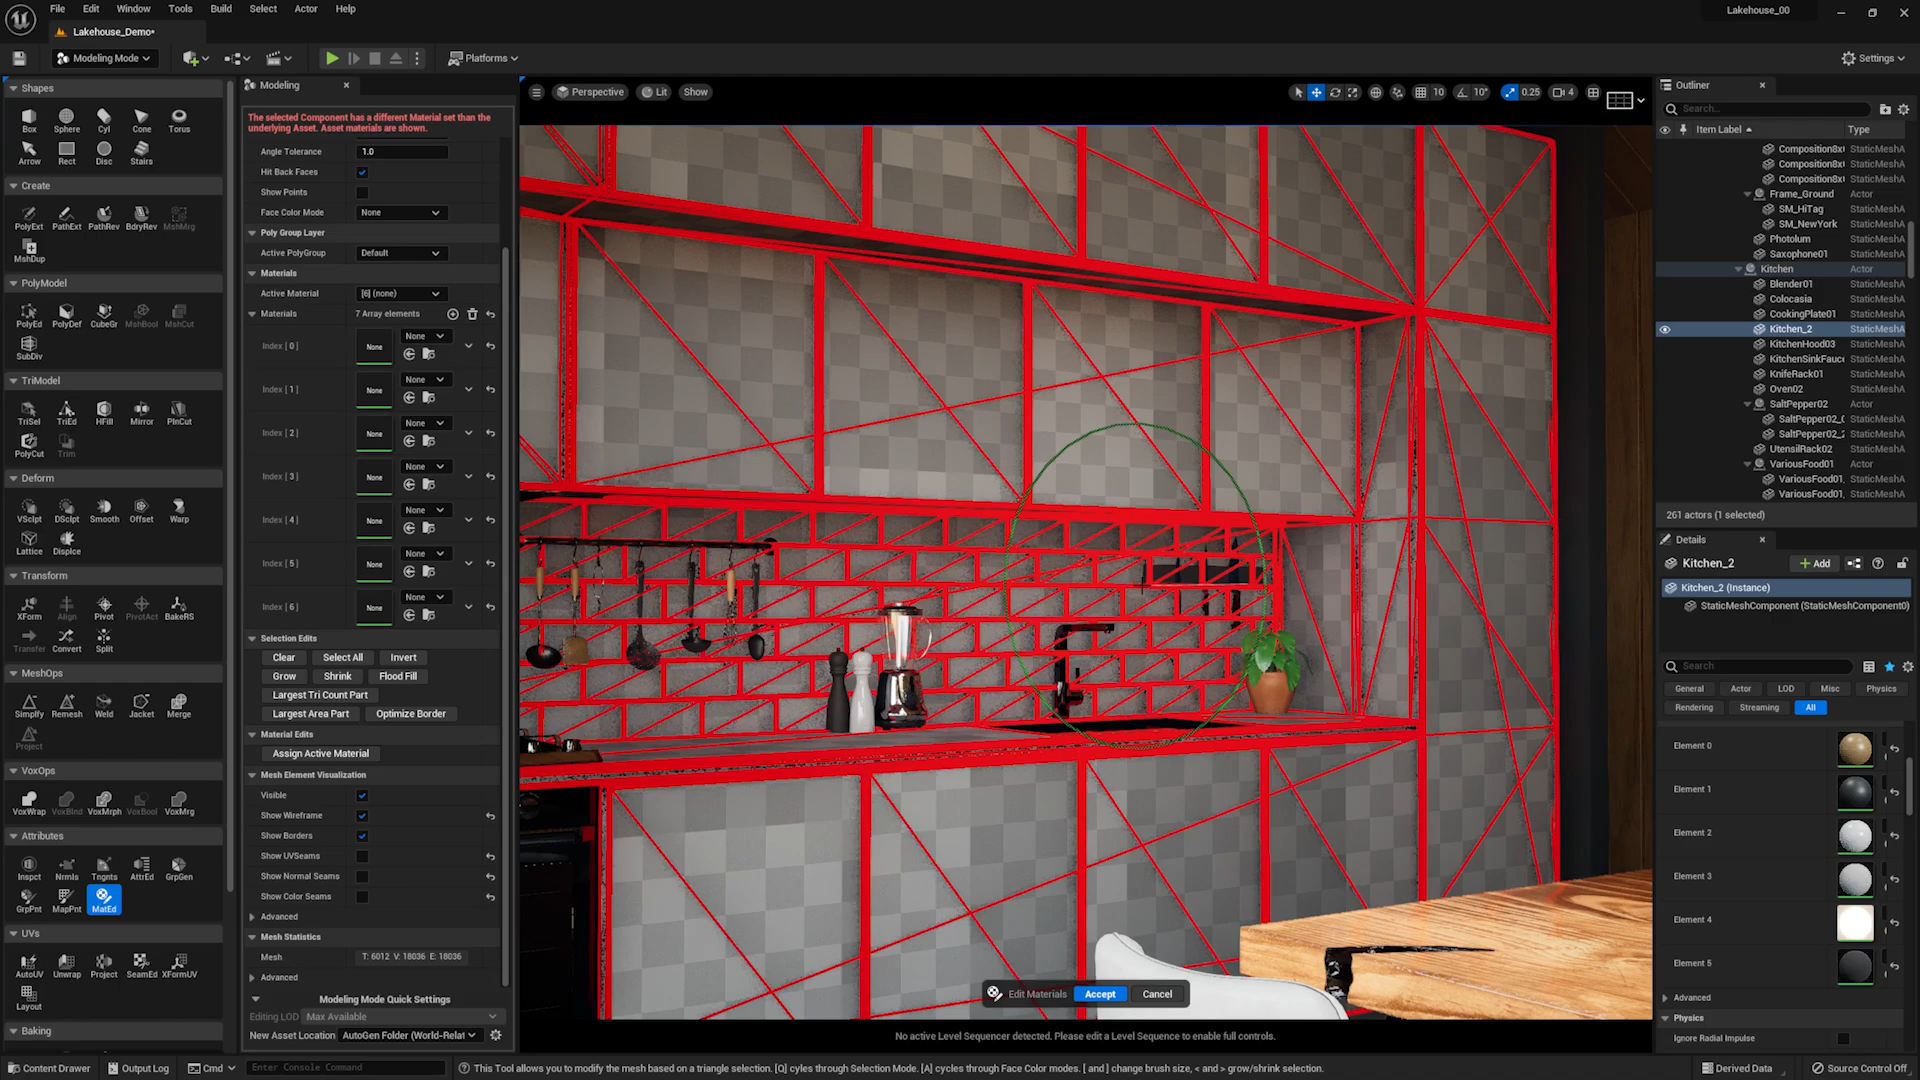 File Edit Window Tools Build Select Actor Help
Lakehouse_00
Lakehouse_Demo*
Modeling Mode
Platforms
Settings
Shapes
Box Sphere Cyl Cone Torus
Arrow Rect Disc Stairs
Create
PolyExt PathExt PathRev BdryRev MshMrg
MshDup
PolyModel
PolyEd PolyDef CubeGr MshBool MshCut
SubDiv
TriModel
TriSel TriEd HFill Mirror PlnCut
PolyCut Trim
Deform
VSclpt DSclpt Smooth Offset Warp
Lattice Displce
Transform
XForm Align Pivot PivotAct BakeRS
Transfer Convert Split
MeshOps
Simplfy Remesh Weld Jacket Merge
Project
VoxOps
VoxWrap VoxBlnd VoxMrph VoxBool VoxMrg
Attributes
Inspct Nrmls Tngnts AttrEd GrpGen
GrpPnt MapPnt MatEd
UVs
AutoUV Unwrap Project SeamEd XFormUV
Layout
Baking
Modeling
The selected Component has a different Material set than the
underlying Asset. Asset materials are shown.
Angle Tolerance 1.0
Hit Back Faces
Show Points
Face Color Mode None
Poly Group Layer
Active PolyGroup Default
Materials
Active Material [6] (none)
Materials 7 Array elements
Index [ 0 ] None None
Index [ 1 ] None None
Index [ 2 ] None None
Index [ 3 ] None None
Index [ 4 ] None None
Index [ 5 ] None None
Index [ 6 ] None None
Selection Edits
Clear Select All Invert
Grow Shrink Flood Fill
Largest Tri Count Part
Largest Area Part Optimize Border
Material Edits
Assign Active Material
Mesh Element Visualization
Visible
Show Wireframe
Show Borders
Show UVSeams
Show Normal Seams
Show Color Seams
Advanced
Mesh Statistics
Mesh T: 6012 V: 18036 E: 18036
Advanced
Modeling Mode Quick Settings
Editing LOD Max Available
New Asset Location AutoGen Folder (World-Relat
Perspective Lit Show
10 10° 0.25 4
Edit Materials Accept Cancel
No active Level Sequencer detected. Please edit a Level Sequence to enable full controls.
Outliner
Search...
Item Label Type
Composition8x StaticMeshA
Composition8x StaticMeshA
Composition8x StaticMeshA
Frame_Ground Actor
SM_HiTag StaticMeshA
SM_NewYork StaticMeshA
Photolum StaticMeshA
Saxophone01 StaticMeshA
Kitchen Actor
Blender01 StaticMeshA
Colocasia StaticMeshA
CookingPlate01 StaticMeshA
Kitchen_2 StaticMeshA
KitchenHood03 StaticMeshA
KitchenSinkFauc StaticMeshA
KnifeRack01 StaticMeshA
Oven02 StaticMeshA
SaltPepper02 Actor
SaltPepper02_ StaticMeshA
SaltPepper02_2 StaticMeshA
UtensilRack02 StaticMeshA
VariousFood01 Actor
VariousFood01_ StaticMeshA
VariousFood01_ StaticMeshA
261 actors (1 selected)
Details
Kitchen_2 + Add
Kitchen_2 (Instance)
StaticMeshComponent (StaticMeshComponent0)
Search
General Actor LOD Misc Physics
Rendering Streaming All
Element 0
Element 1
Element 2
Element 3
Element 4
Element 5
Advanced
Physics
Ignore Radial Impulse
Content Drawer Output Log Cmd Enter Console Command
This Tool allows you to modify the mesh based on a triangle selection. [Q] cyles through Selection Mode. [A] cycles through Face Color modes. [ and ] change brush size, < and > grow/shrink selection.
Derived Data Source Control Off